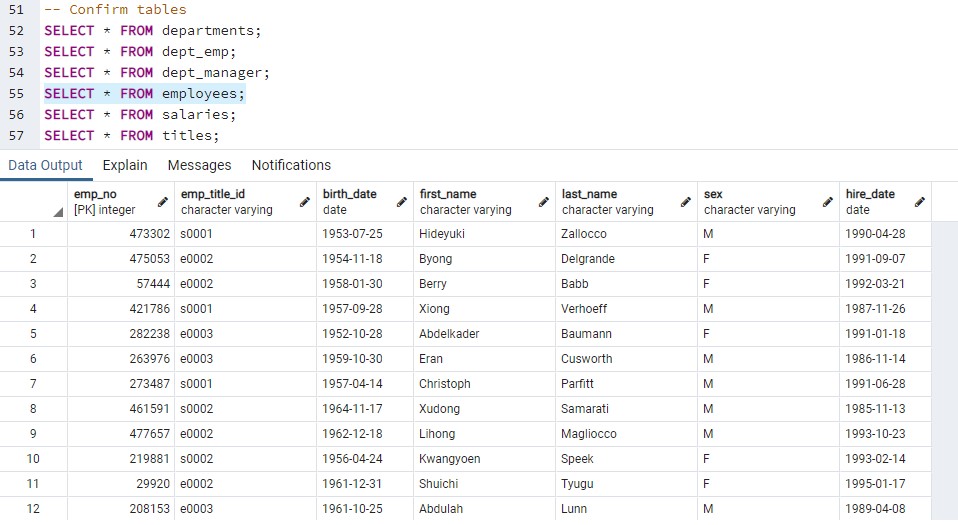 51 -- Confirm tables
52 SELECT * FROM departments;
53 SELECT * FROM dept_emp;
54 SELECT * FROM dept_manager;
55 SELECT * FROM employees;
56 SELECT * FROM salaries;
57 SELECT * FROM titles;
Data Output Explain Messages Notifications
emp_no emp_title_id birth_date first_name last_name sex hire_date
[PK] integer character varying date character varying character varying character varying date
1 473302 s0001 1953-07-25 Hideyuki Zallocco M 1990-04-28
2 475053 e0002 1954-11-18 Byong Delgrande F 1991-09-07
3 57444 e0002 1958-01-30 Berry Babb F 1992-03-21
4 421786 s0001 1957-09-28 Xiong Verhoeff M 1987-11-26
5 282238 e0003 1952-10-28 Abdelkader Baumann F 1991-01-18
6 263976 e0003 1959-10-30 Eran Cusworth M 1986-11-14
7 273487 s0001 1957-04-14 Christoph Parfitt M 1991-06-28
8 461591 s0002 1964-11-17 Xudong Samarati M 1985-11-13
9 477657 e0002 1962-12-18 Lihong Magliocco M 1993-10-23
10 219881 s0002 1956-04-24 Kwangyoen Speek F 1993-02-14
11 29920 e0002 1961-12-31 Shuichi Tyugu F 1995-01-17
12 208153 e0003 1961-10-25 Abdulah Lunn M 1989-04-08